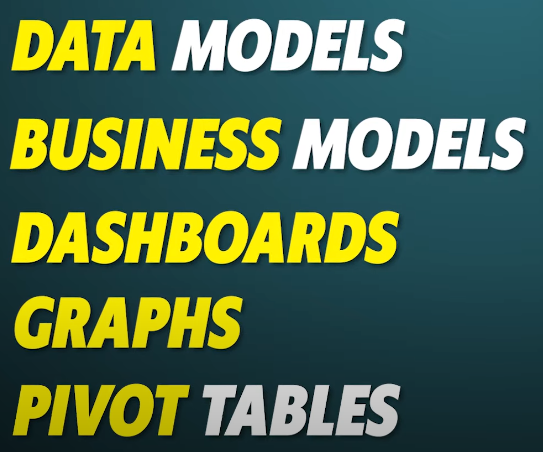 DATA MODELS
BUSINESS MODELS
DASHBOARDS
GRAPHS
PIVOT TABLES